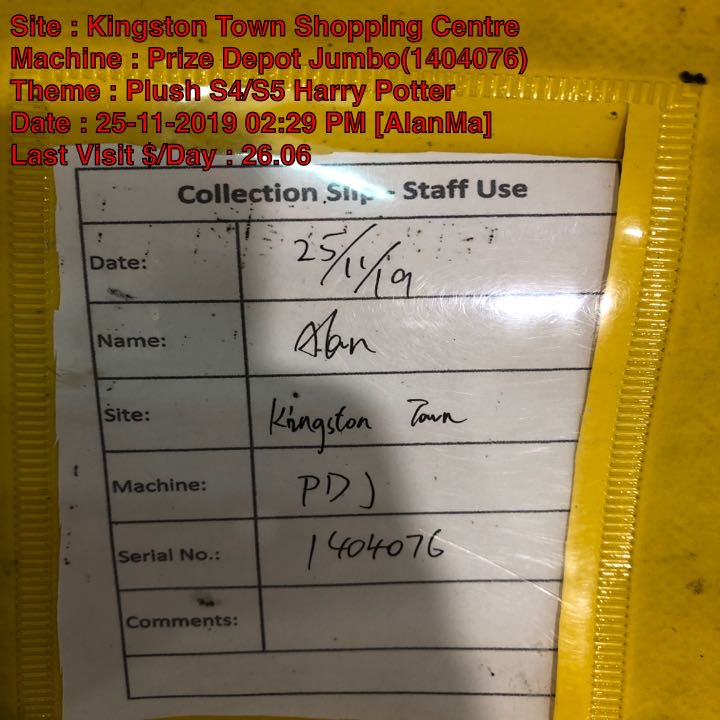 Site : Kingston Town Shopping Centre
Machine : Prize Depot Jumbo(1404076)
Theme : Plush S4/S5 Harry Potter
Date : 25-11-2019 02:29 PM [AlanMa]
Last Visit $/Day : 26.06
Collection Slip - Staff Use
Date: 25/11/19
Name: Alan
Site: Kingston Town
Machine: PDJ
Serial No.: 1404076
Comments: